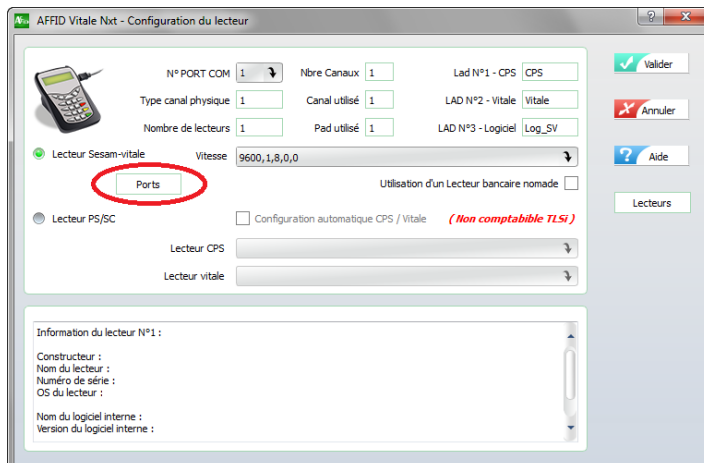 AFFID Vitale Nxt - Configuration du lecteur
N° PORT COM 1 Nbre Canaux 1 Lad N°1 - CPS CPS
Type canal physique 1 Canal utilisé 1 LAD N°2 - Vitale Vitale
Nombre de lecteurs 1 Pad utilisé 1 LAD N°3 - Logiciel Log_SV
Lecteur Sesam-vitale Vitesse 9600,1,8,0,0
Ports Utilisation d'un Lecteur bancaire nomade
Lecteur PS/SC Configuration automatique CPS / Vitale ( Non comptabible TLSi )
Lecteur CPS
Lecteur vitale
Valider
Annuler
? Aide
Lecteurs
Information du lecteur N°1 :
Constructeur :
Nom du lecteur :
Numéro de série :
OS du lecteur :
Nom du logiciel interne :
Version du logiciel interne :